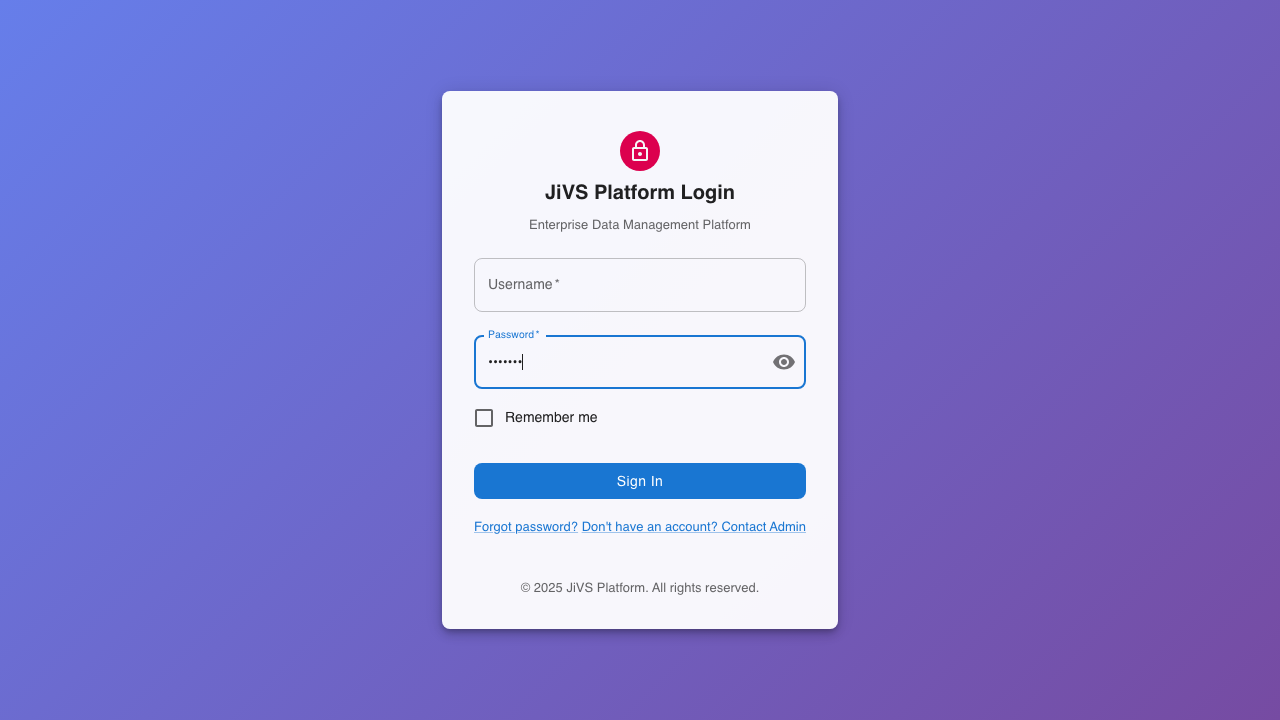 JiVS Platform Login
Enterprise Data Management Platform
Username *
Password *
•••••••
Remember me
Sign In
Forgot password? Don't have an account? Contact Admin
© 2025 JiVS Platform. All rights reserved.